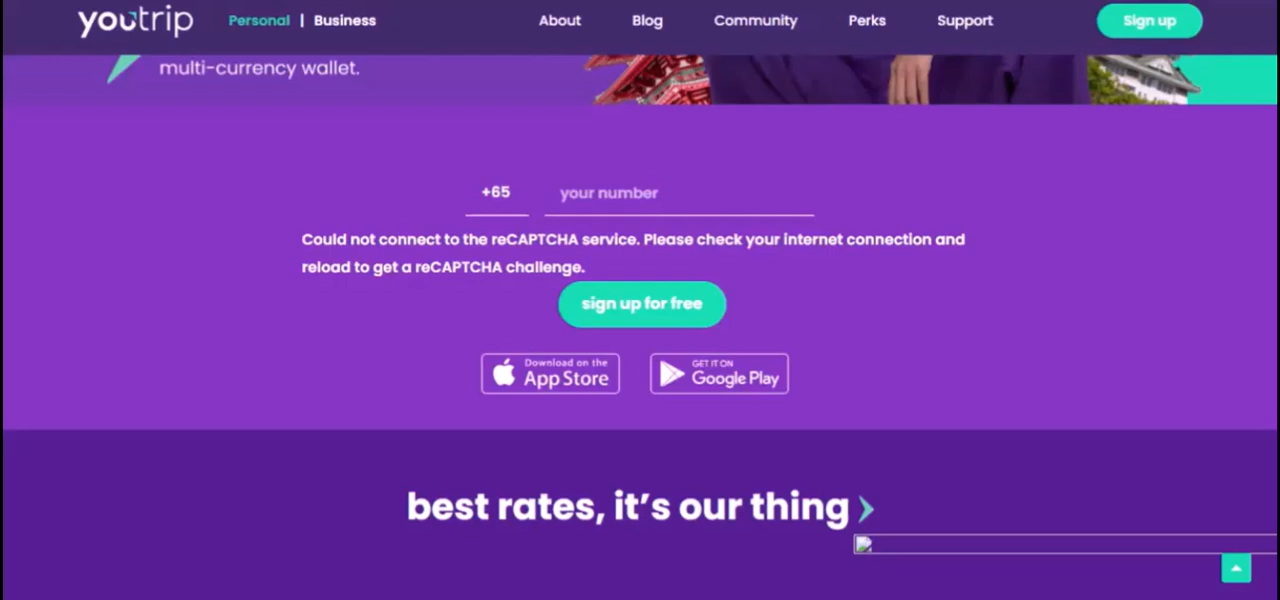 youtrip Personal | Business About Blog Community Perks Support Sign up
multi-currency wallet.
+65 your number
Could not connect to the reCAPTCHA service. Please check your internet connection and
reload to get a reCAPTCHA challenge.
sign up for free
Download on the
App Store
GET IT ON
Google Play
best rates, it's our thing